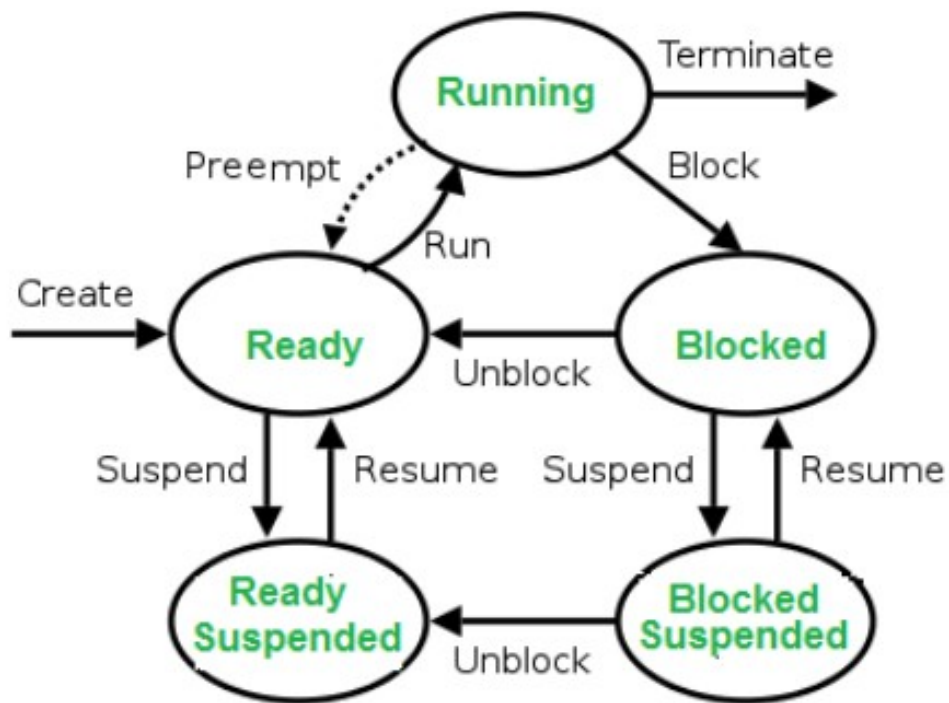 Terminate
Running
Preempt
Block
Run
Create
Ready
Blocked
Unblock
Suspend
Resume
Suspend
Resume
Ready
Suspended
Blocked
Suspended
Unblock